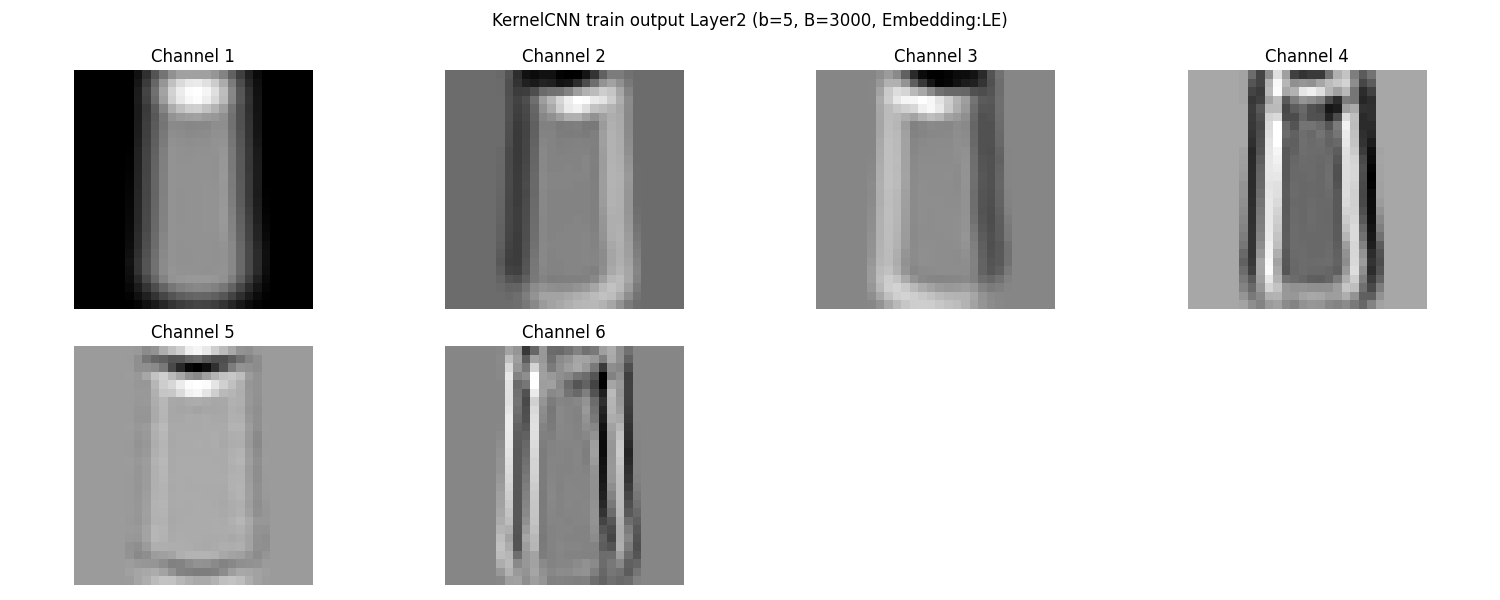 KernelCNN train output Layer2 (b=5, B=3000, Embedding:LE)
Channel 1
Channel 2
Channel 3
Channel 4
Channel 5
Channel 6